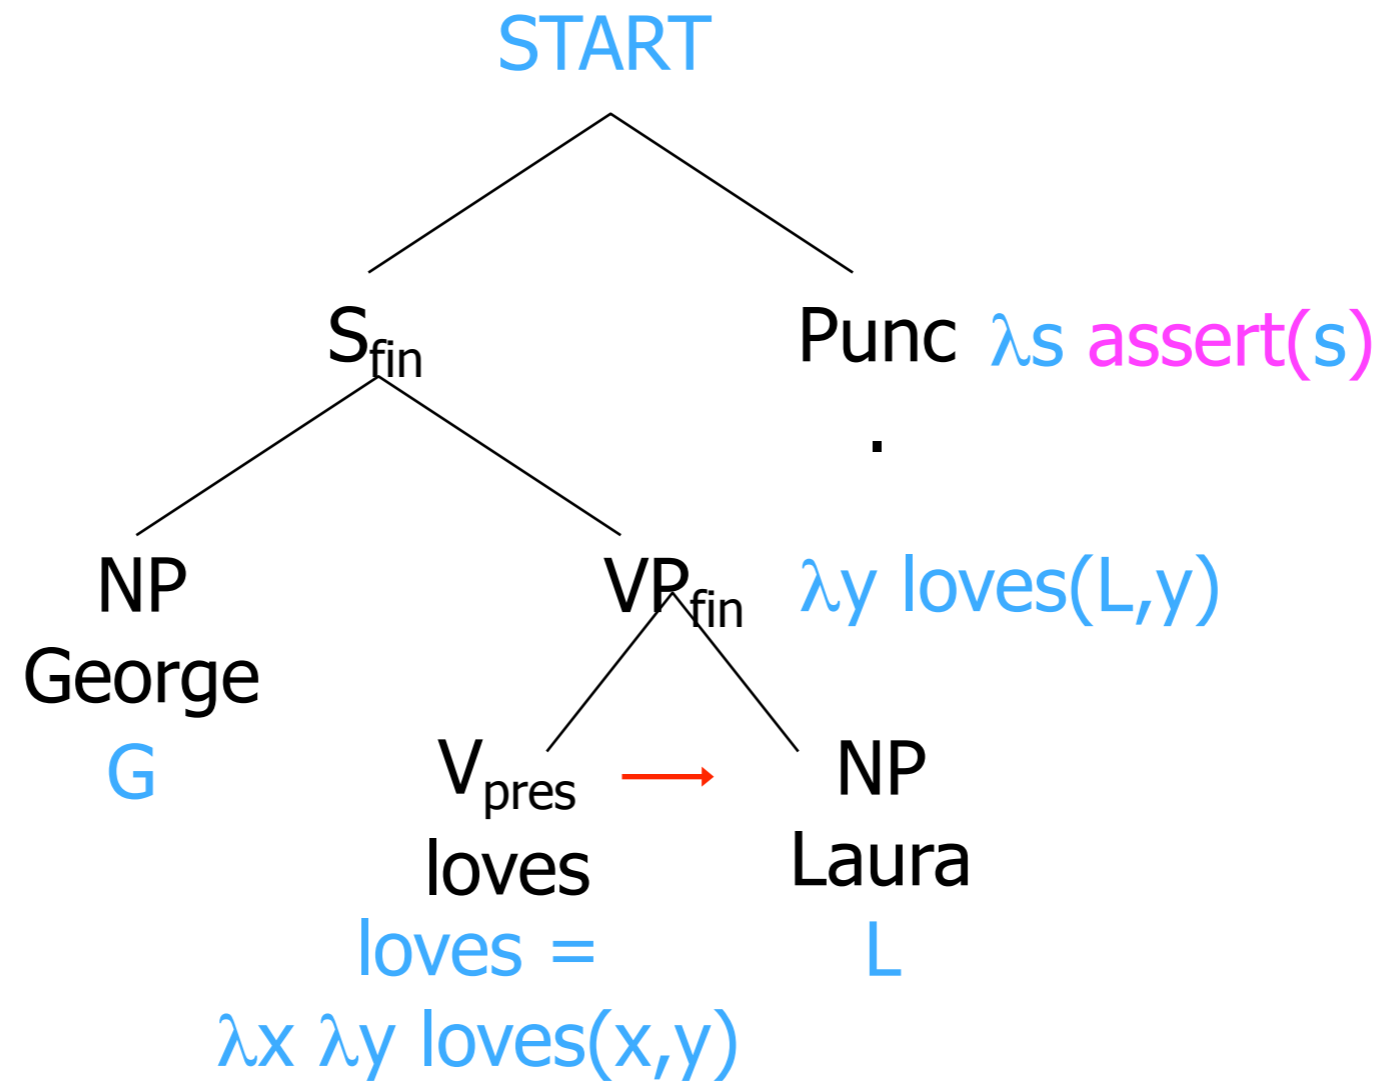 START
S_fin
Punc λs assert(s)
.
NP
VP_fin λy loves(L,y)
George
G
V_pres
NP
loves
Laura
loves =
L
λx λy loves(x,y)